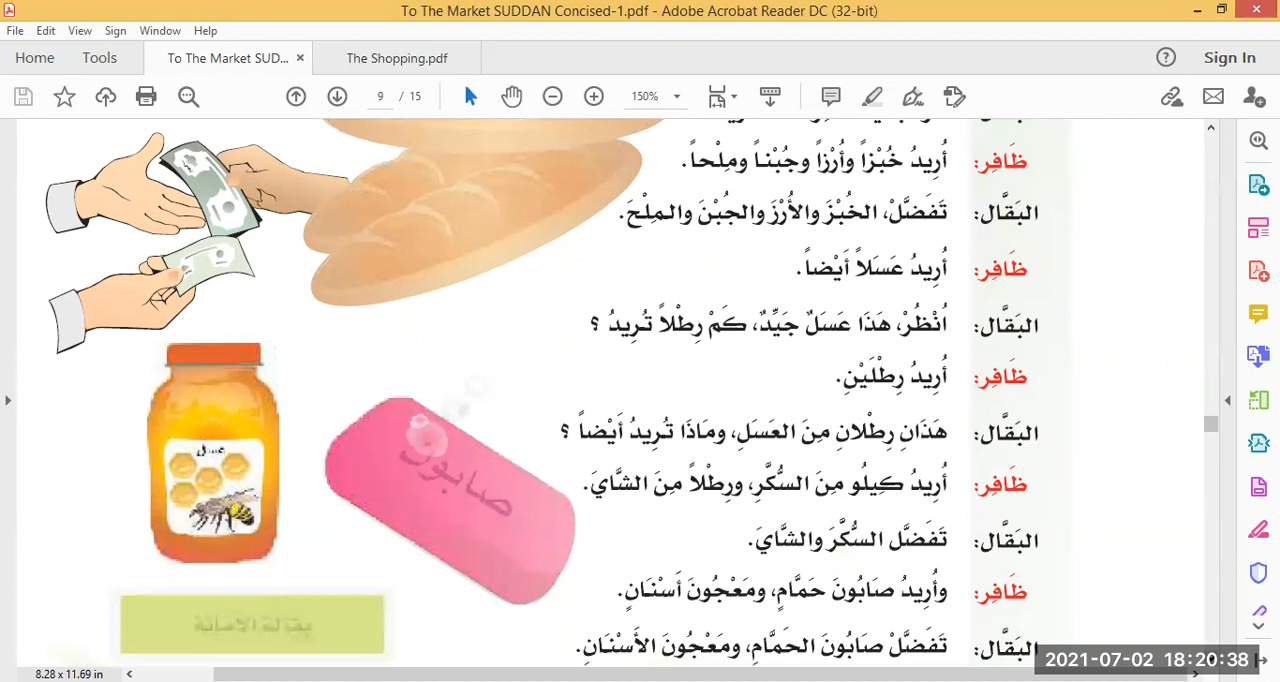 To The Market SUDDAN Concised-1.pdf - Adobe Acrobat Reader DC (32-bit)
File Edit View Sign Window Help
Home Tools To The Market SUD... × The Shopping.pdf Sign In
9 / 15 150%
ظَافِر: أُرِيدُ خُبْزاً وأُرْزاً وجُبْناً ومِلْحاً.
البَقَّال: تَفَضَّلْ، الخُبْزَ والأُرْزَ والجُبْنَ والمِلْحَ.
ظَافِر: أُرِيدُ عَسَلاً أَيْضاً.
البَقَّال: اُنْظُرْ، هَذَا عَسَلٌ جَيِّدٌ، كَمْ رِطْلاً تُرِيدُ ؟
ظَافِر: أُرِيدُ رِطْلَيْنِ.
البَقَّال: هَذَانِ رِطْلانِ مِنَ العَسَلِ، ومَاذَا تُرِيدُ أَيْضاً ؟
ظَافِر: أُرِيدُ كِيلُو مِنَ السُّكَّرِ، ورِطْلاً مِنَ الشَّايَ.
البَقَّال: تَفَضَّل السُّكَّرَ والشَّايَ.
ظَافِر: وأُرِيدُ صَابُونَ حَمَّامٍ، ومَعْجُونَ أَسْنَانٍ.
البَقَّال: تَفَضَّلْ صَابُونَ الحَمَّامِ، ومَعْجُونَ الأَسْنَانِ.
عسل
صابون
بقالة الأمانة
8.28 x 11.69 in
2021-07-02 18:20:38